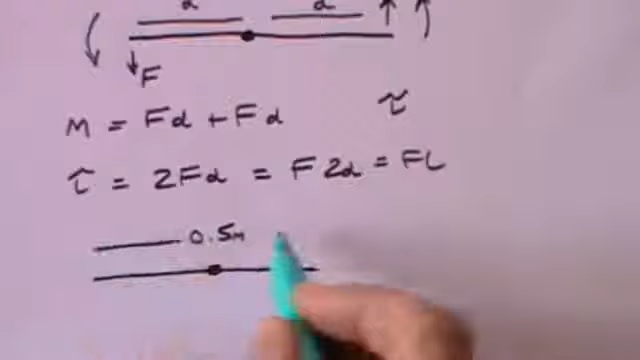 d d
F
M = Fd + Fd τ
τ = 2Fd = F2d = FL
0.5m